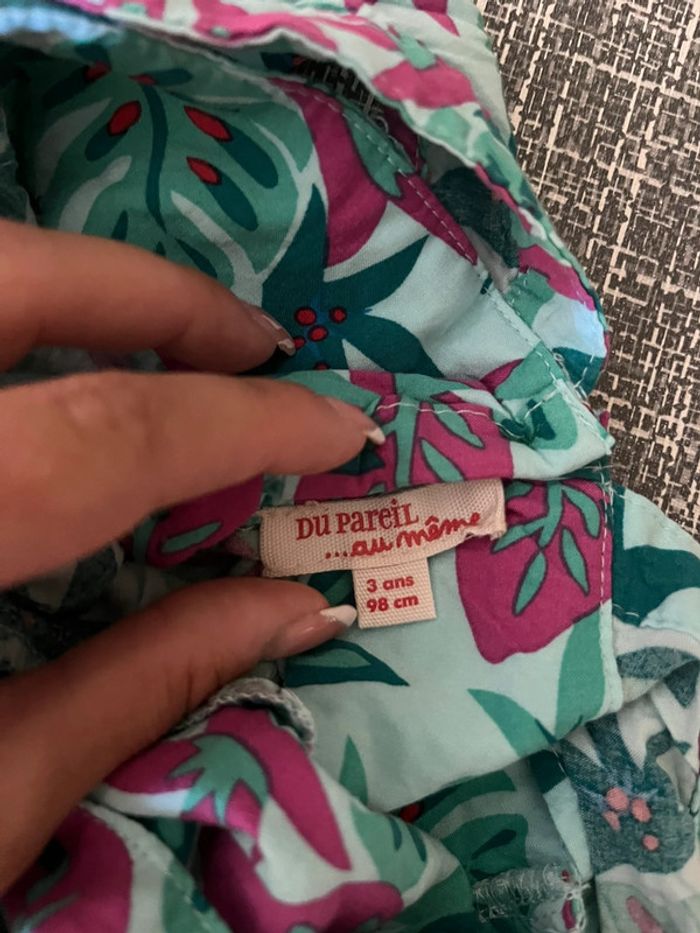 DU PAREIL
...au même
3 ans
98 cm